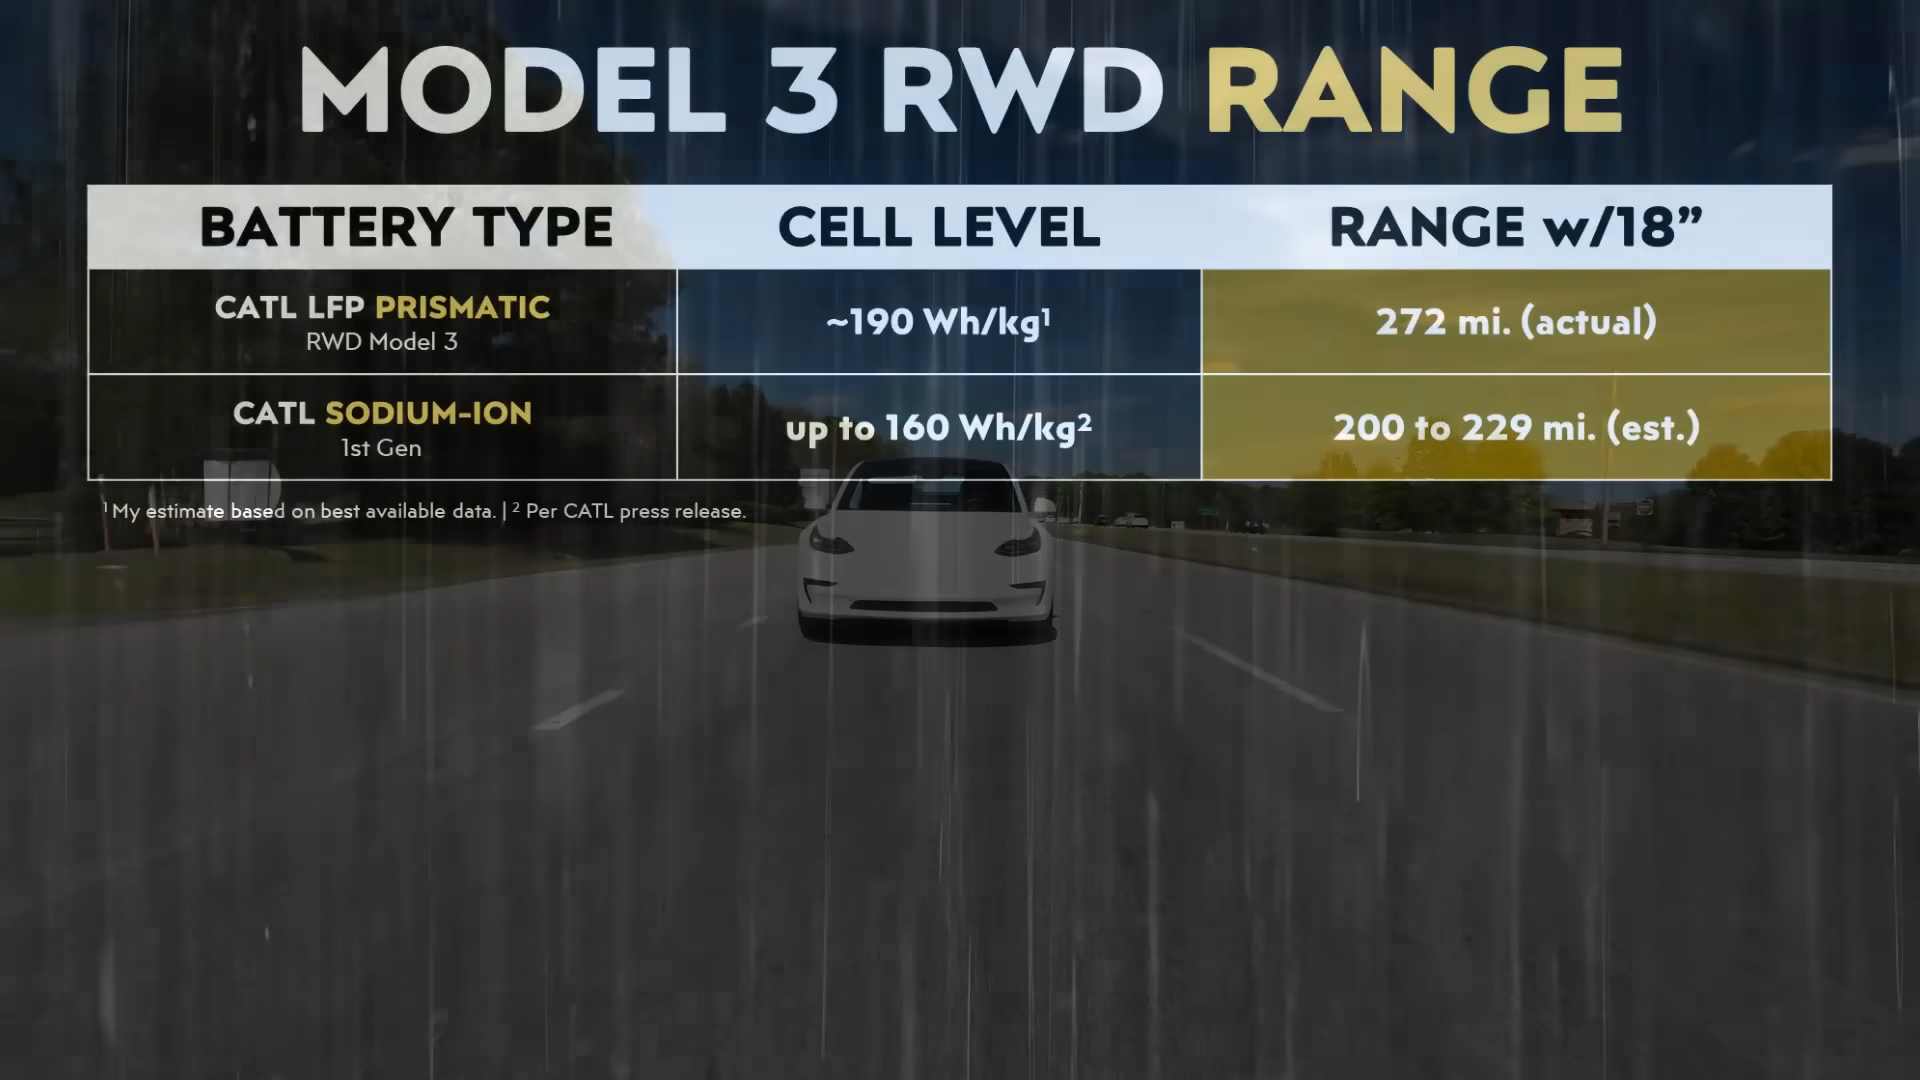 MODEL 3 RWD RANGE
BATTERY TYPE CELL LEVEL RANGE w/18”
CATL LFP PRISMATIC
RWD Model 3
~190 Wh/kg¹
272 mi. (actual)
CATL SODIUM-ION
1st Gen
up to 160 Wh/kg²
200 to 229 mi. (est.)
¹ My estimate based on best available data. | ² Per CATL press release.